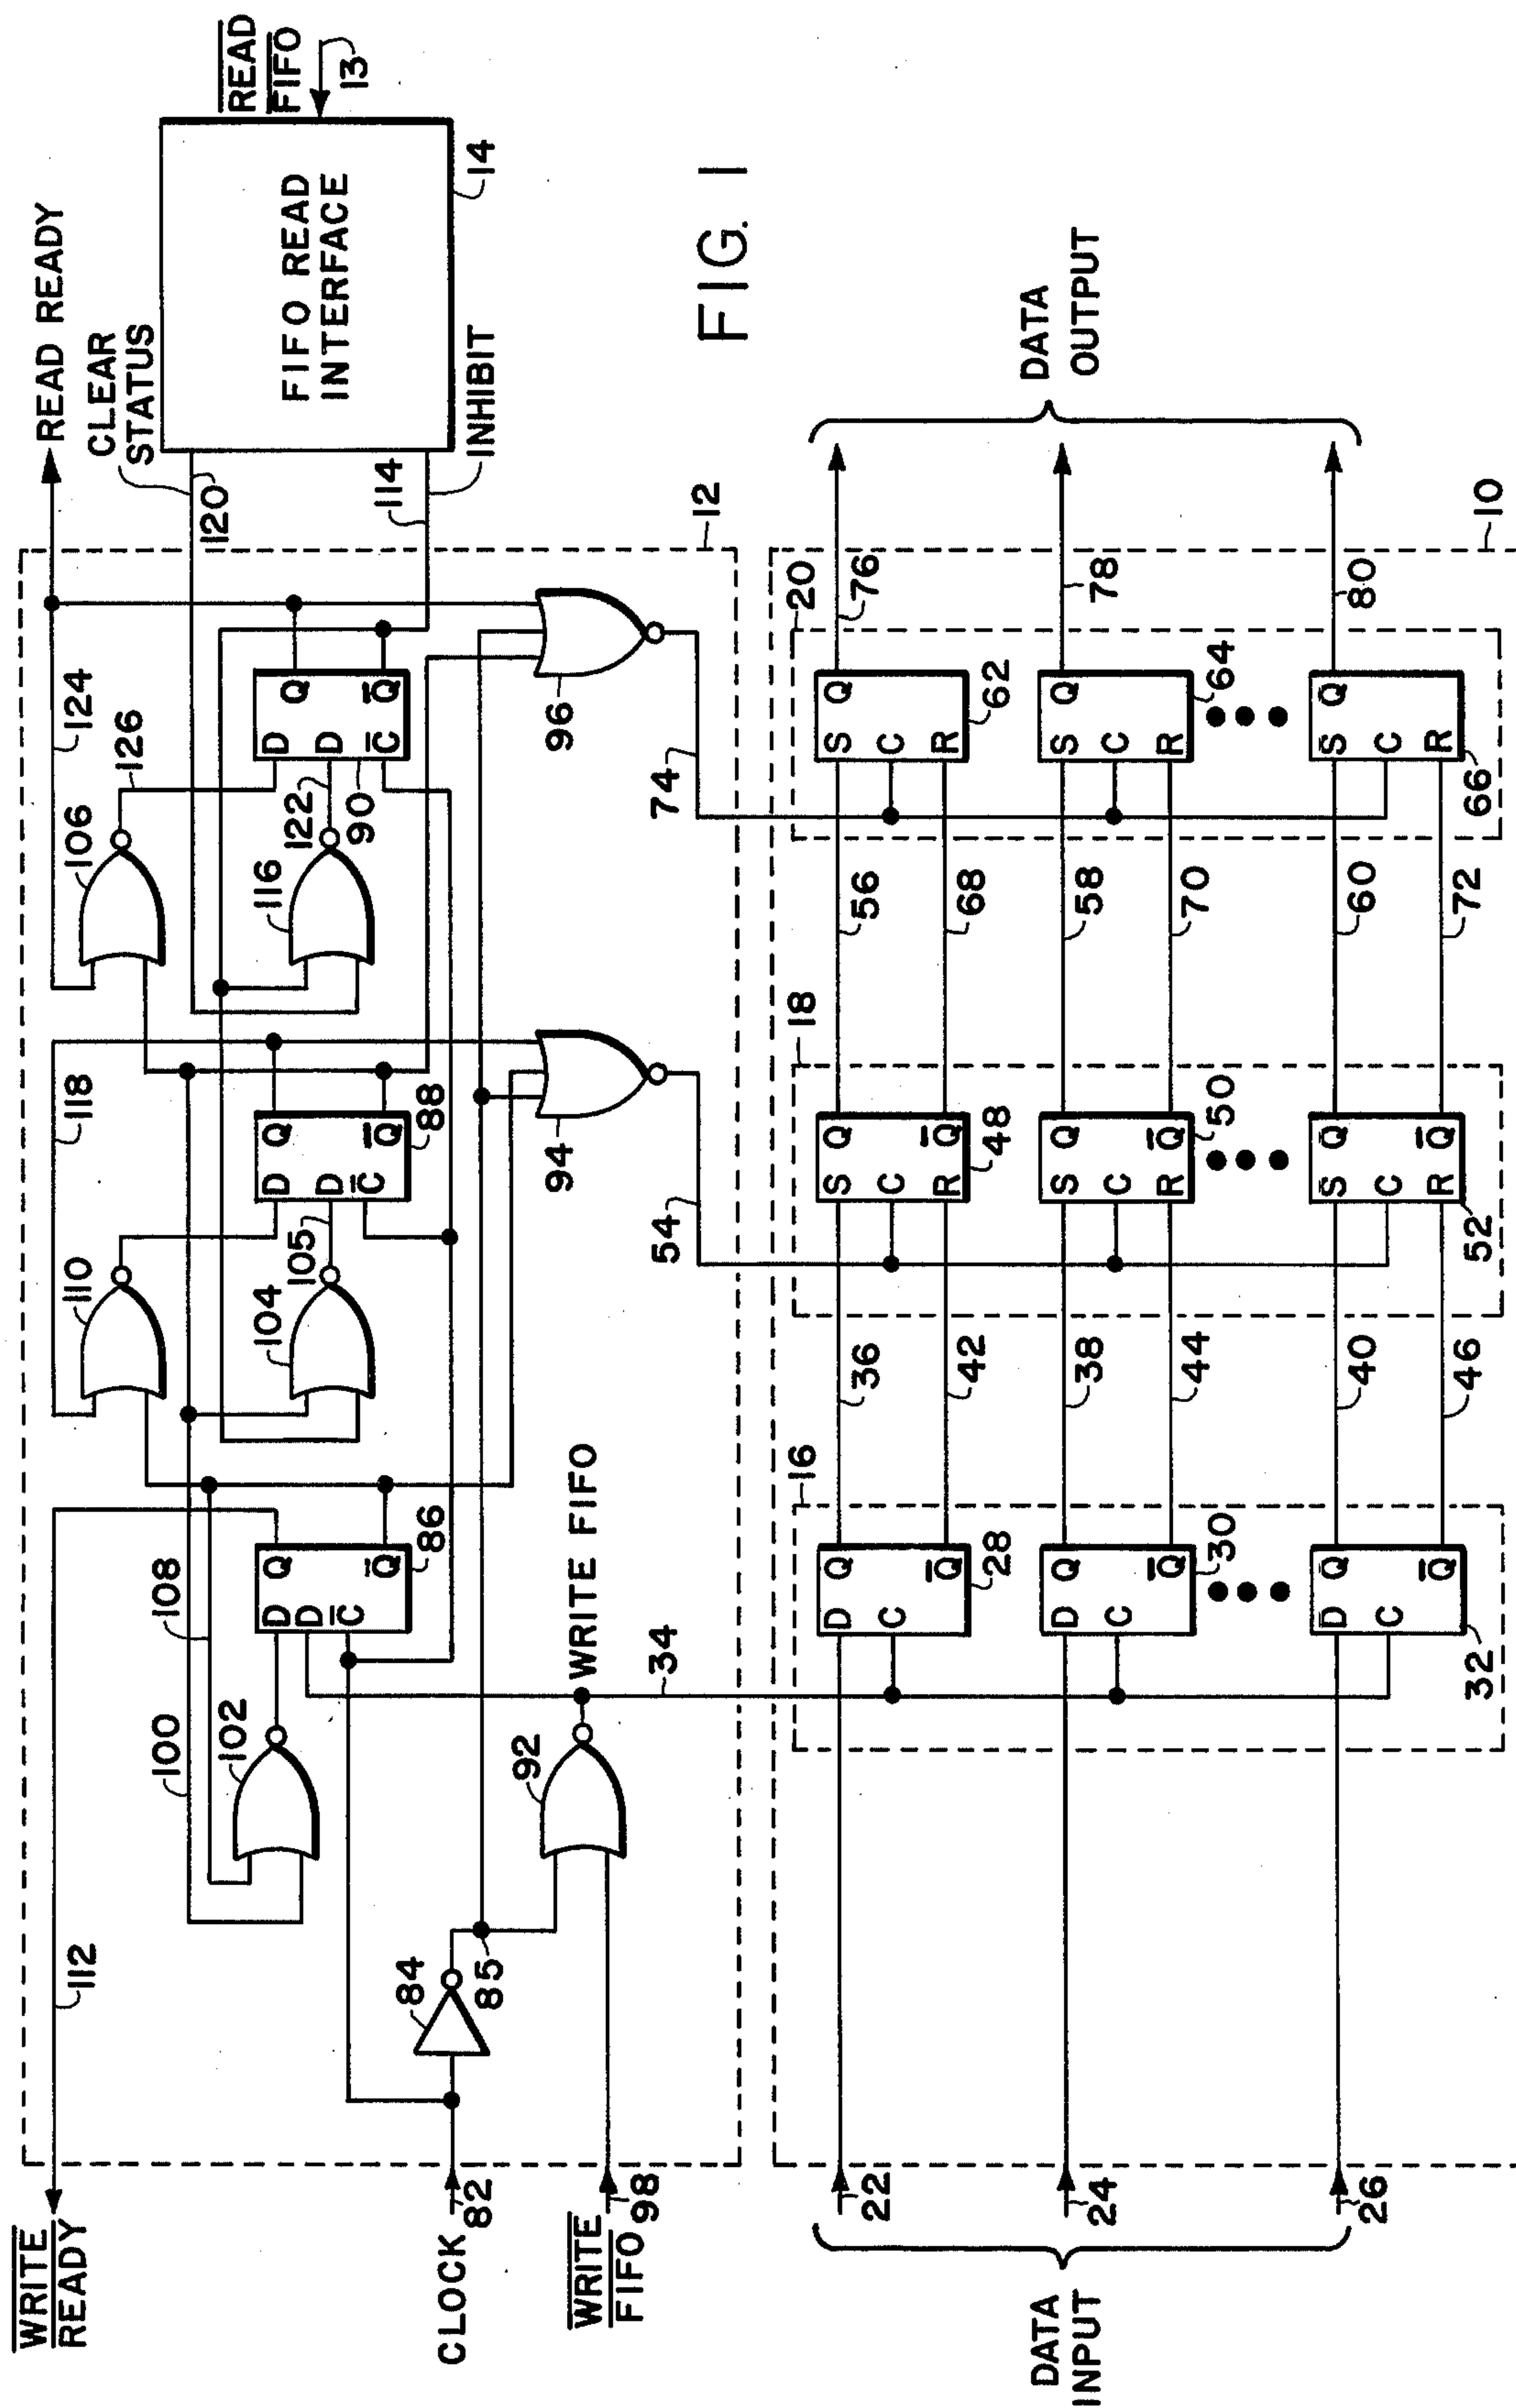 WRITE
READY
112
100
108
102
118
110
124
106
126
READ READY
CLEAR
STATUS
READ
FIFO
13
FIFO READ
INTERFACE
14
120
114
INHIBIT
12
D
D
C
Q
Q
86
105
104
D
D
C
Q
Q
88
116
122
90
D
D
C
Q
Q
CLOCK
82
84
85
WRITE
FIFO
98
92
WRITE FIFO
34
94
54
96
74
FIG. 1
DATA
INPUT
22
24
26
16
D
C
Q
Q
28
D
C
Q
Q
30
D
C
Q
Q
32
36
42
38
44
40
46
18
S
C
R
Q
Q
48
S
C
R
Q
Q
50
S
C
R
Q
Q
52
56
68
58
70
60
72
20
S
C
R
Q
62
S
C
R
Q
64
S
C
R
Q
66
76
78
80
10
DATA
OUTPUT